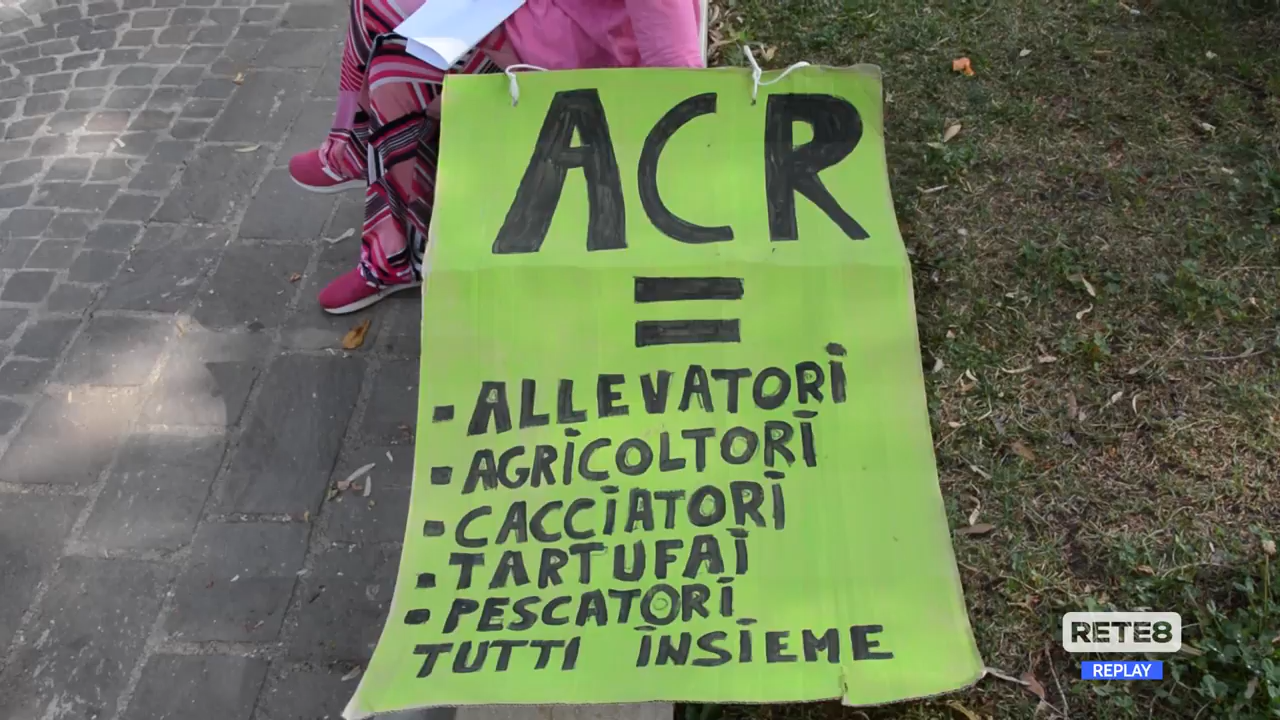 ACR
=
- ALLEVATORI
- AGRICOLTORI
- CACCIATORI
- TARTUFAI
- PESCATORI
TUTTI INSIEME
RETE8
REPLAY